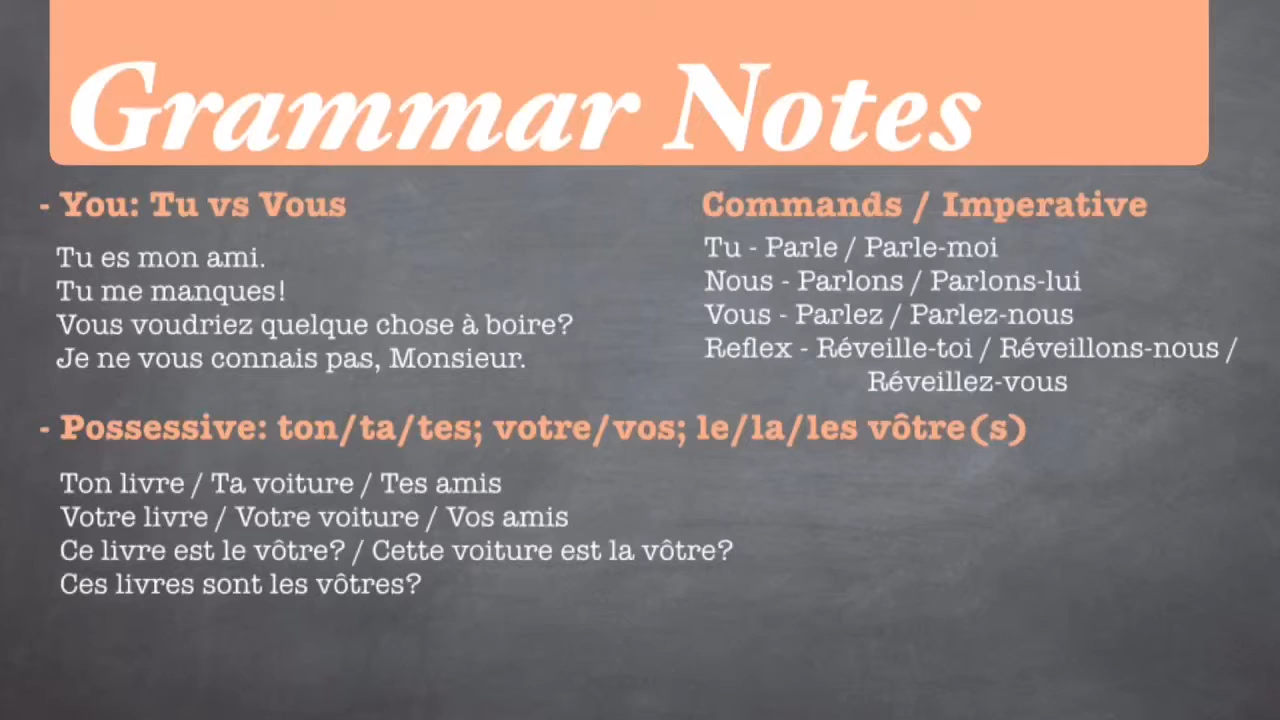 Grammar Notes
- You: Tu vs Vous
Tu es mon ami.
Tu me manques!
Vous voudriez quelque chose à boire?
Je ne vous connais pas, Monsieur.
Commands / Imperative
Tu - Parle / Parle-moi
Nous - Parlons / Parlons-lui
Vous - Parlez / Parlez-nous
Reflex - Réveille-toi / Réveillons-nous /
Réveillez-vous
- Possessive: ton/ta/tes; votre/vos; le/la/les vôtre(s)
Ton livre / Ta voiture / Tes amis
Votre livre / Votre voiture / Vos amis
Ce livre est le vôtre? / Cette voiture est la vôtre?
Ces livres sont les vôtres?